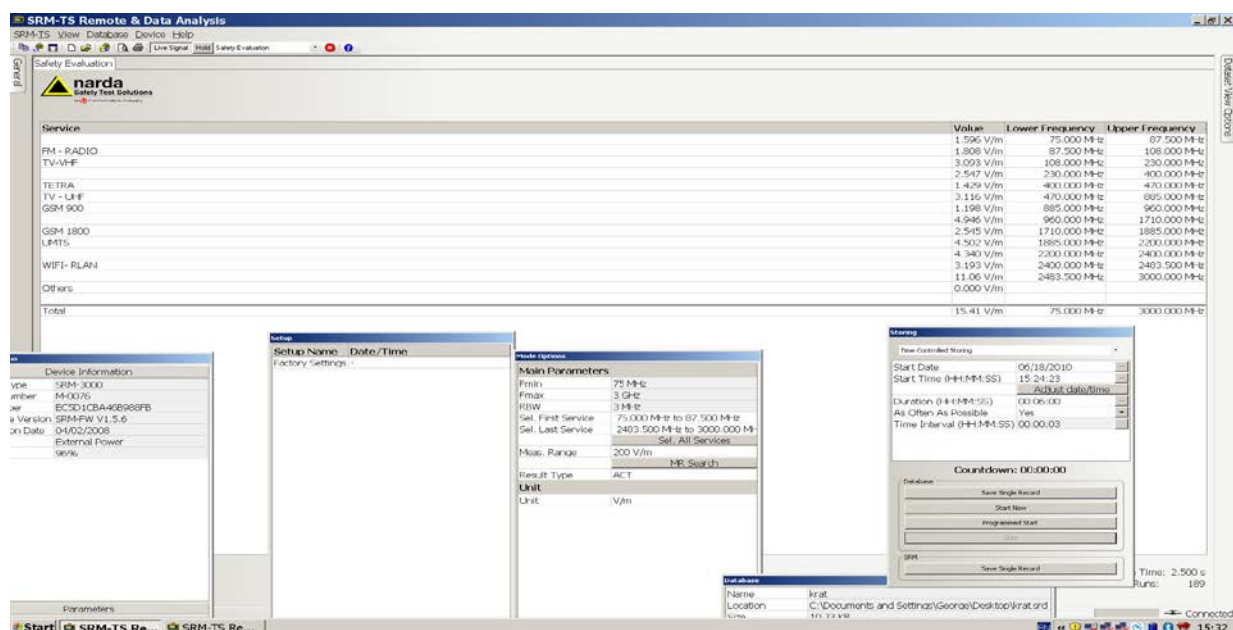 SRM-TS Remote & Data Analysis
SRM-TS View Database Device Help
Live Signal Hold Safety Evaluation
General
Safety Evaluation
Dataset View Options
narda
Safety Test Solutions
Service Value Lower Frequency Upper Frequency
1.596 V/m 75.000 MHz 87.500 MHz
FM - RADIO 1.808 V/m 87.500 MHz 108.000 MHz
TV-VHF 3.093 V/m 108.000 MHz 230.000 MHz
2.547 V/m 230.000 MHz 400.000 MHz
TETRA 1.429 V/m 400.000 MHz 470.000 MHz
TV - UHF 3.116 V/m 470.000 MHz 885.000 MHz
GSM 900 1.198 V/m 885.000 MHz 960.000 MHz
4.946 V/m 960.000 MHz 1710.000 MHz
GSM 1800 2.545 V/m 1710.000 MHz 1885.000 MHz
UMTS 4.502 V/m 1885.000 MHz 2200.000 MHz
4.340 V/m 2200.000 MHz 2400.000 MHz
WIFI- RLAN 3.193 V/m 2400.000 MHz 2483.500 MHz
11.06 V/m 2483.500 MHz 3000.000 MHz
Others 0.000 V/m
Total 15.41 V/m 75.000 MHz 3000.000 MHz
Device Information
ype SRM-3000
umber M-0076
er EC5D1CBA46B988FB
e Version SRM-FW V1.5.6
on Date 04/02/2008
External Power
96%
Parameters
Setup
Setup Name Date/Time
Factory Settings -
Mode Options
Main Parameters
Fmin 75 MHz
Fmax 3 GHz
RBW 3 MHz
Sel. First Service 75.000 MHz to 87.500 MHz
Sel. Last Service 2483.500 MHz to 3000.000 MH
Sel. All Services
Meas. Range 200 V/m
MR Search
Result Type ACT
Unit
Unit V/m
Storing
Time Controlled Storing
Start Date 06/18/2010
Start Time (HH:MM:SS) 15:24:23
Adjust date/time
Duration (HH:MM:SS) 00:06:00
As Often As Possible Yes
Time Interval (HH:MM:SS) 00:00:03
Countdown: 00:00:00
Database
Save Single Record
Start Now
Programmed Start
Stop
SRM
Save Single Record
Database
Name krat
Location C:\Documents and Settings\George\Desktop\krat.srd
Size 10.33 KB
Time: 2.500 s
Runs: 189
Connected
Start SRM-TS Re... SRM-TS Re...
15:32